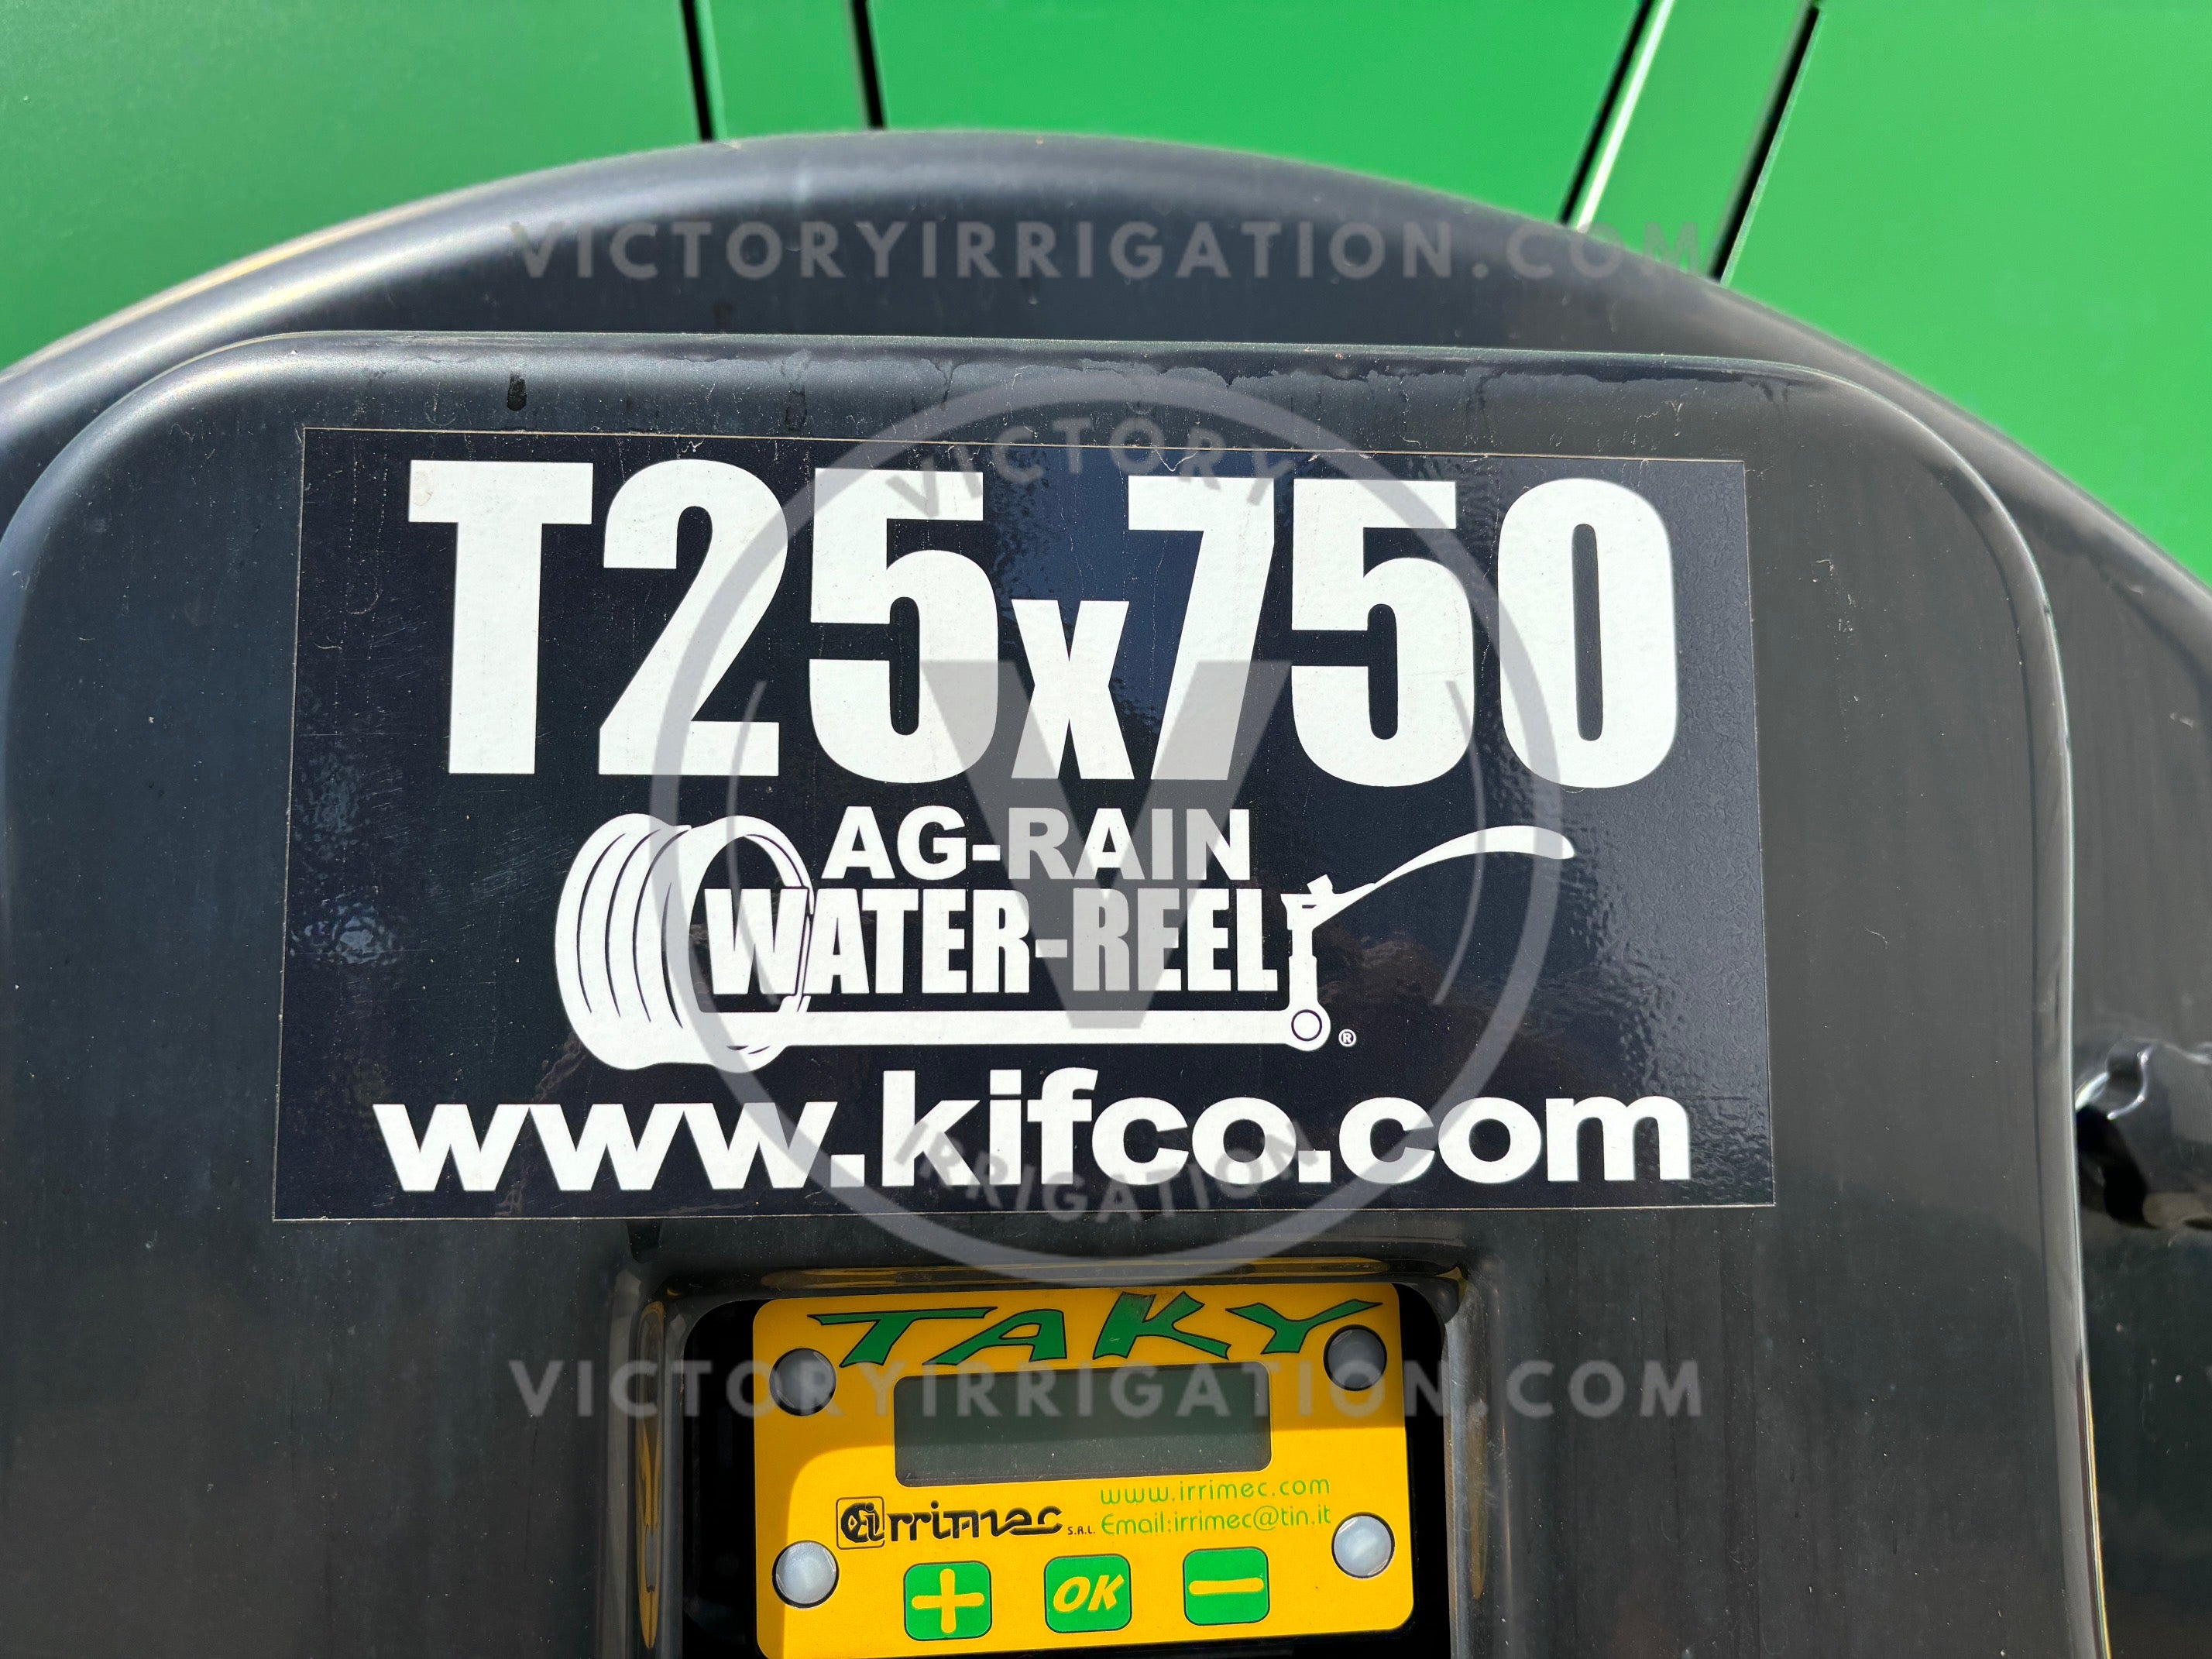 VICTORYIRRIGATION.COM
VICTORY
T25x750
V
AG-RAIN
WATER-REEL
®
www.kifco.com
IRRIGATION
TAKY
VICTORYIRRIGATION.COM
irrimec S.R.L.
www.irrimec.com
Email:irrimec@tin.it
+ OK −